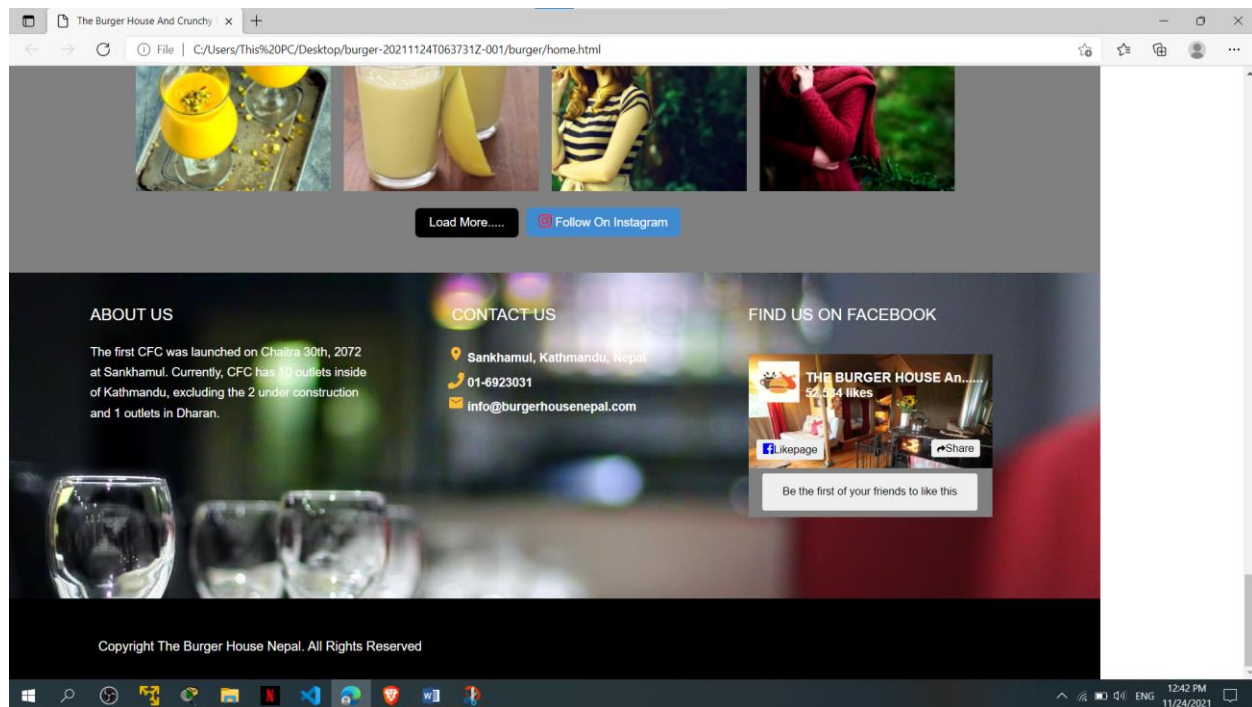 The Burger House And Crunchy
File | C:/Users/This%20PC/Desktop/burger-20211124T063731Z-001/burger/home.html
Load More.....
Follow On Instagram
ABOUT US
The first CFC was launched on Chaitra 30th, 2072
at Sankhamul. Currently, CFC has 10 outlets inside
of Kathmandu, excluding the 2 under construction
and 1 outlets in Dharan.
CONTACT US
Sankhamul, Kathmandu, Nepal
01-6923031
info@burgerhousenepal.com
FIND US ON FACEBOOK
THE BURGER HOUSE An......
52,534 likes
Likepage
Share
Be the first of your friends to like this
Copyright The Burger House Nepal. All Rights Reserved
ENG
12:42 PM
11/24/2021